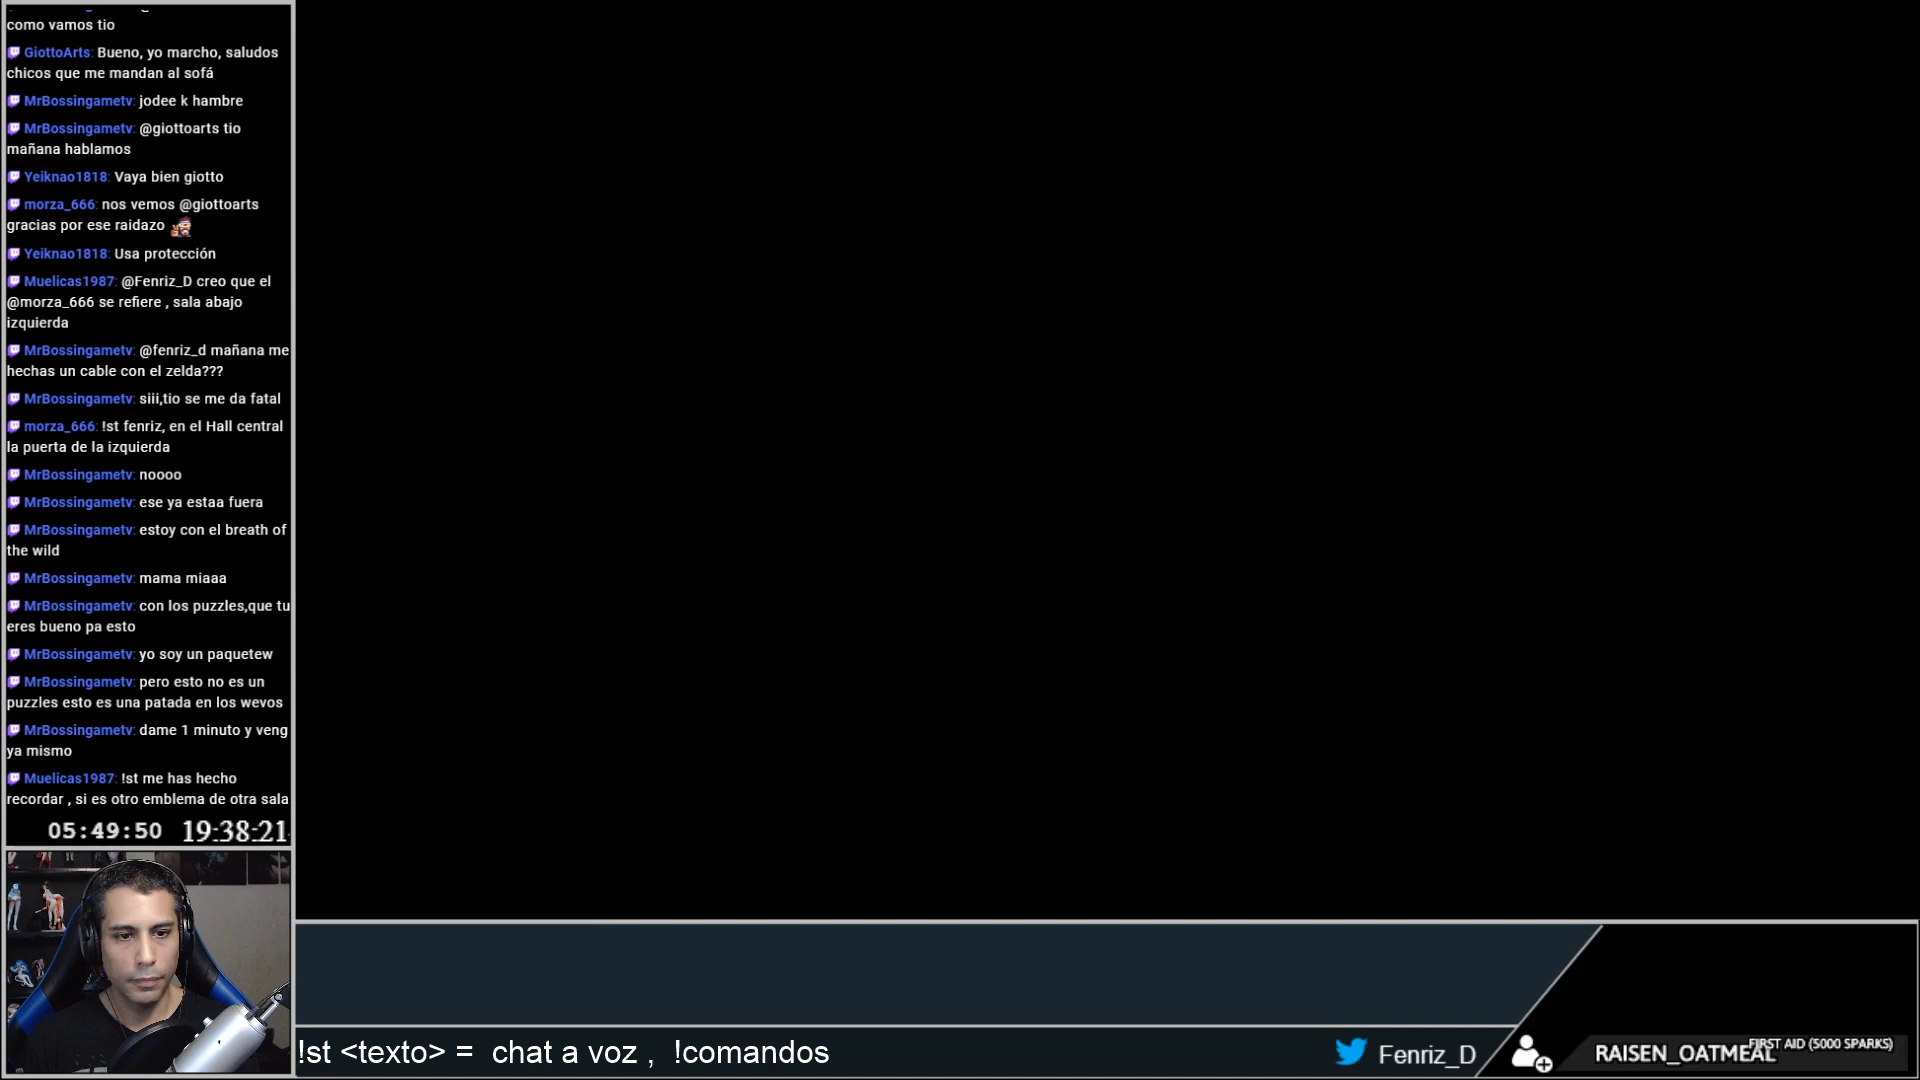 como vamos tio
GiottoArts: Bueno, yo marcho, saludos
chicos que me mandan al sofá
MrBossingametv: jodee k hambre
MrBossingametv: @giottoarts tio
mañana hablamos
Yeiknao1818: Vaya bien giotto
morza_666: nos vemos @giottoarts
gracias por ese raidazo
Yeiknao1818: Usa protección
Muelicas1987: @Fenriz_D creo que el
@morza_666 se refiere , sala abajo
izquierda
MrBossingametv: @fenriz_d mañana me
hechas un cable con el zelda???
MrBossingametv: siii,tio se me da fatal
morza_666: !st fenriz, en el Hall central
la puerta de la izquierda
MrBossingametv: noooo
MrBossingametv: ese ya estaa fuera
MrBossingametv: estoy con el breath of
the wild
MrBossingametv: mama miaaa
MrBossingametv: con los puzzles,que tu
eres bueno pa esto
MrBossingametv: yo soy un paquetew
MrBossingametv: pero esto no es un
puzzles esto es una patada en los wevos
MrBossingametv: dame 1 minuto y veng
ya mismo
Muelicas1987: !st me has hecho
recordar , si es otro emblema de otra sala
05:49:50 19:38:21
!st <texto> = chat a voz , !comandos
Fenriz_D
RAISEN_OATMEAL
FIRST AID (5000 SPARKS)